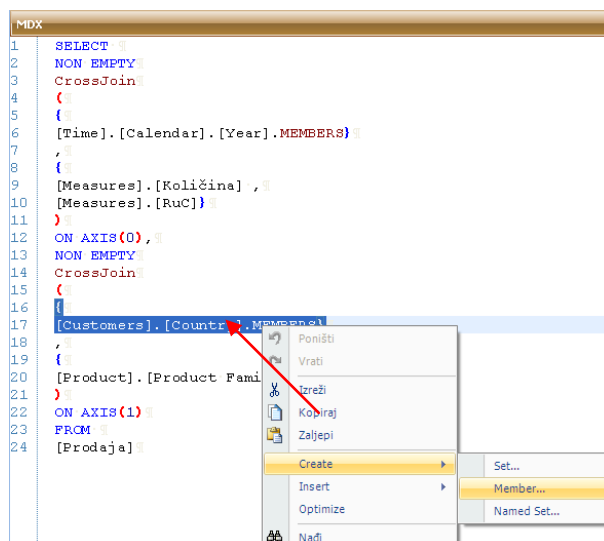 MDX
1 SELECT
2 NON EMPTY
3 CrossJoin
4 (
5 {
6 [Time].[Calendar].[Year].MEMBERS}
7 ,
8 {
9 [Measures].[Količina] ,
10 [Measures].[RuC]}
11 )
12 ON AXIS(0),
13 NON EMPTY
14 CrossJoin
15 (
16 {
17 [Customers].[Country].MEMBERS}
18 ,
19 {
20 [Product].[Product Fami
21 )
22 ON AXIS(1)
23 FROM
24 [Prodaja]
Poništi
Vrati
Izreži
Kopiraj
Zaljepi
Create
Insert
Optimize
Nađi
Set...
Member...
Named Set...